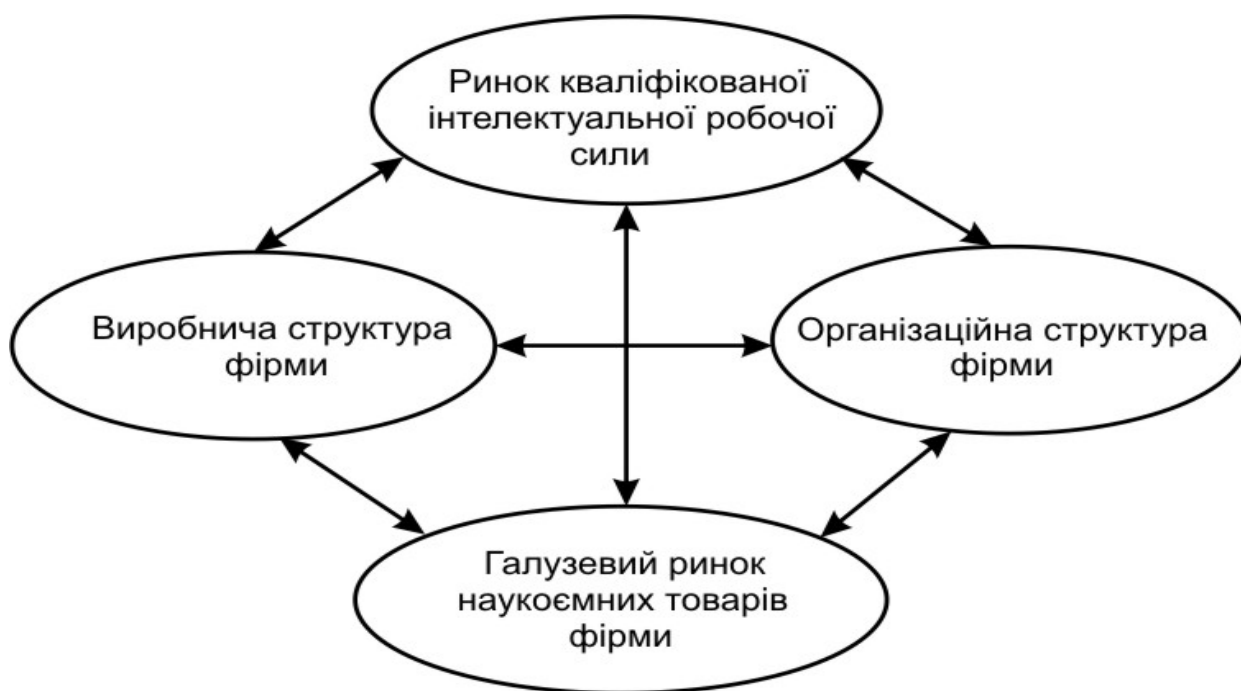 Ринок кваліфікованої
інтелектуальної робочої
сили
Виробнича структура
фірми
Організаційна структура
фірми
Галузевий ринок
наукоємних товарів
фірми